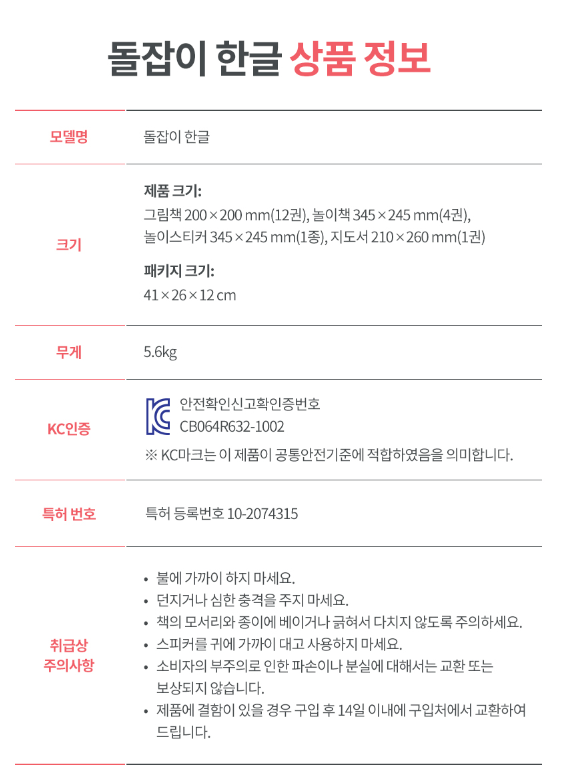 돌잡이 한글 상품 정보
모델명
돌잡이 한글
크기
제품 크기:
그림책 200×200 mm(12권), 놀이책 345×245 mm(4권),
놀이스티커 345×245 mm(1종), 지도서 210×260 mm(1권)
패키지 크기:
41×26×12 cm
무게
5.6kg
KC인증
KC 안전확인신고확인증번호
CB064R632-1002
※ KC마크는 이 제품이 공통안전기준에 적합하였음을 의미합니다.
특허 번호
특허 등록번호 10-2074315
취급상
주의사항
• 불에 가까이 하지 마세요.
• 던지거나 심한 충격을 주지 마세요.
• 책의 모서리와 종이에 베이거나 긁혀서 다치지 않도록 주의하세요.
• 스피커를 귀에 가까이 대고 사용하지 마세요.
• 소비자의 부주의로 인한 파손이나 분실에 대해서는 교환 또는
보상되지 않습니다.
• 제품에 결함이 있을 경우 구입 후 14일 이내에 구입처에서 교환하여
드립니다.